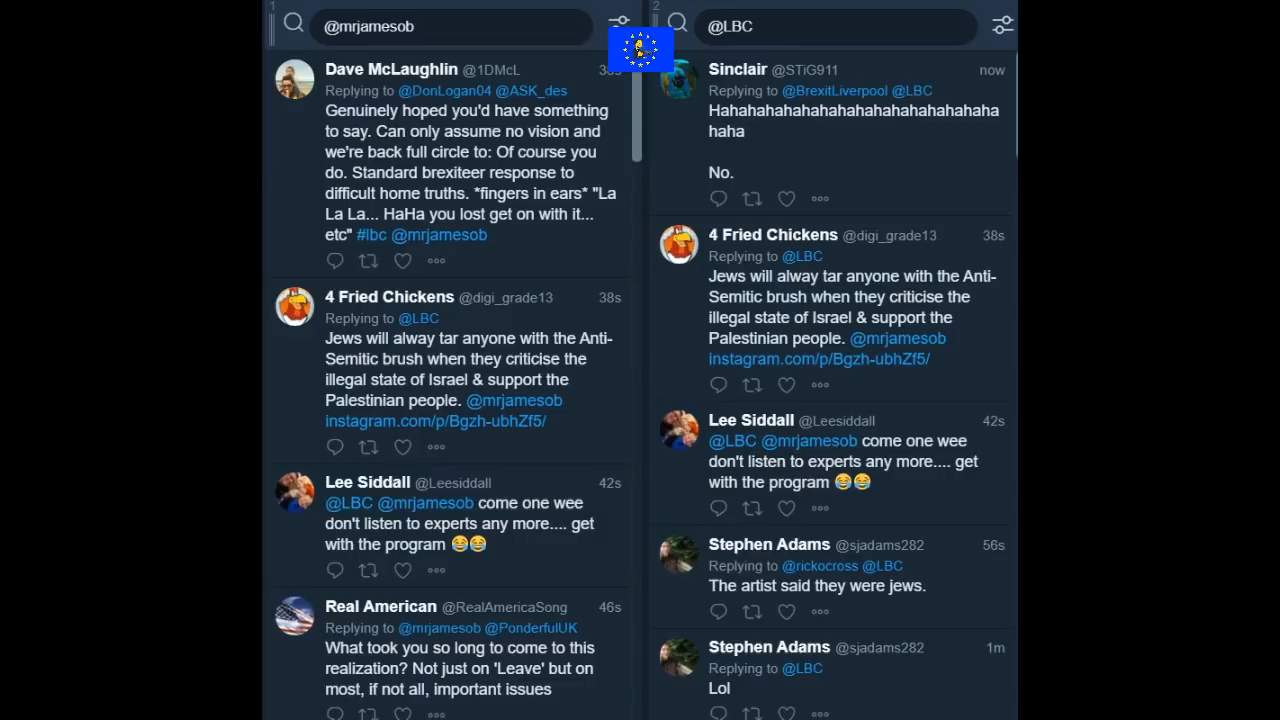 1
@mrjamesob
Dave McLaughlin @1DMcL
Replying to @DonLogan04 @ASK_des
Genuinely hoped you'd have something
to say. Can only assume no vision and
we're back full circle to: Of course you
do. Standard brexiteer response to
difficult home truths. *fingers in ears* "La
La La... HaHa you lost get on with it...
etc" #lbc @mrjamesob
4 Fried Chickens @digi_grade13 38s
Replying to @LBC
Jews will alway tar anyone with the Anti-
Semitic brush when they criticise the
illegal state of Israel & support the
Palestinian people. @mrjamesob
instagram.com/p/Bgzh-ubhZf5/
Lee Siddall @Leesiddall 42s
@LBC @mrjamesob come one wee
don't listen to experts any more.... get
with the program 😂😂
Real American @RealAmericaSong 46s
Replying to @mrjamesob @PonderfulUK
What took you so long to come to this
realization? Not just on 'Leave' but on
most, if not all, important issues
2
@LBC
Sinclair @STiG911 now
Replying to @BrexitLiverpool @LBC
Hahahahahahahahahahahahahahahaha
haha
No.
4 Fried Chickens @digi_grade13 38s
Replying to @LBC
Jews will alway tar anyone with the Anti-
Semitic brush when they criticise the
illegal state of Israel & support the
Palestinian people. @mrjamesob
instagram.com/p/Bgzh-ubhZf5/
Lee Siddall @Leesiddall 42s
@LBC @mrjamesob come one wee
don't listen to experts any more.... get
with the program 😂😂
Stephen Adams @sjadams282 56s
Replying to @rickocross @LBC
The artist said they were jews.
Stephen Adams @sjadams282 1m
Replying to @LBC
Lol